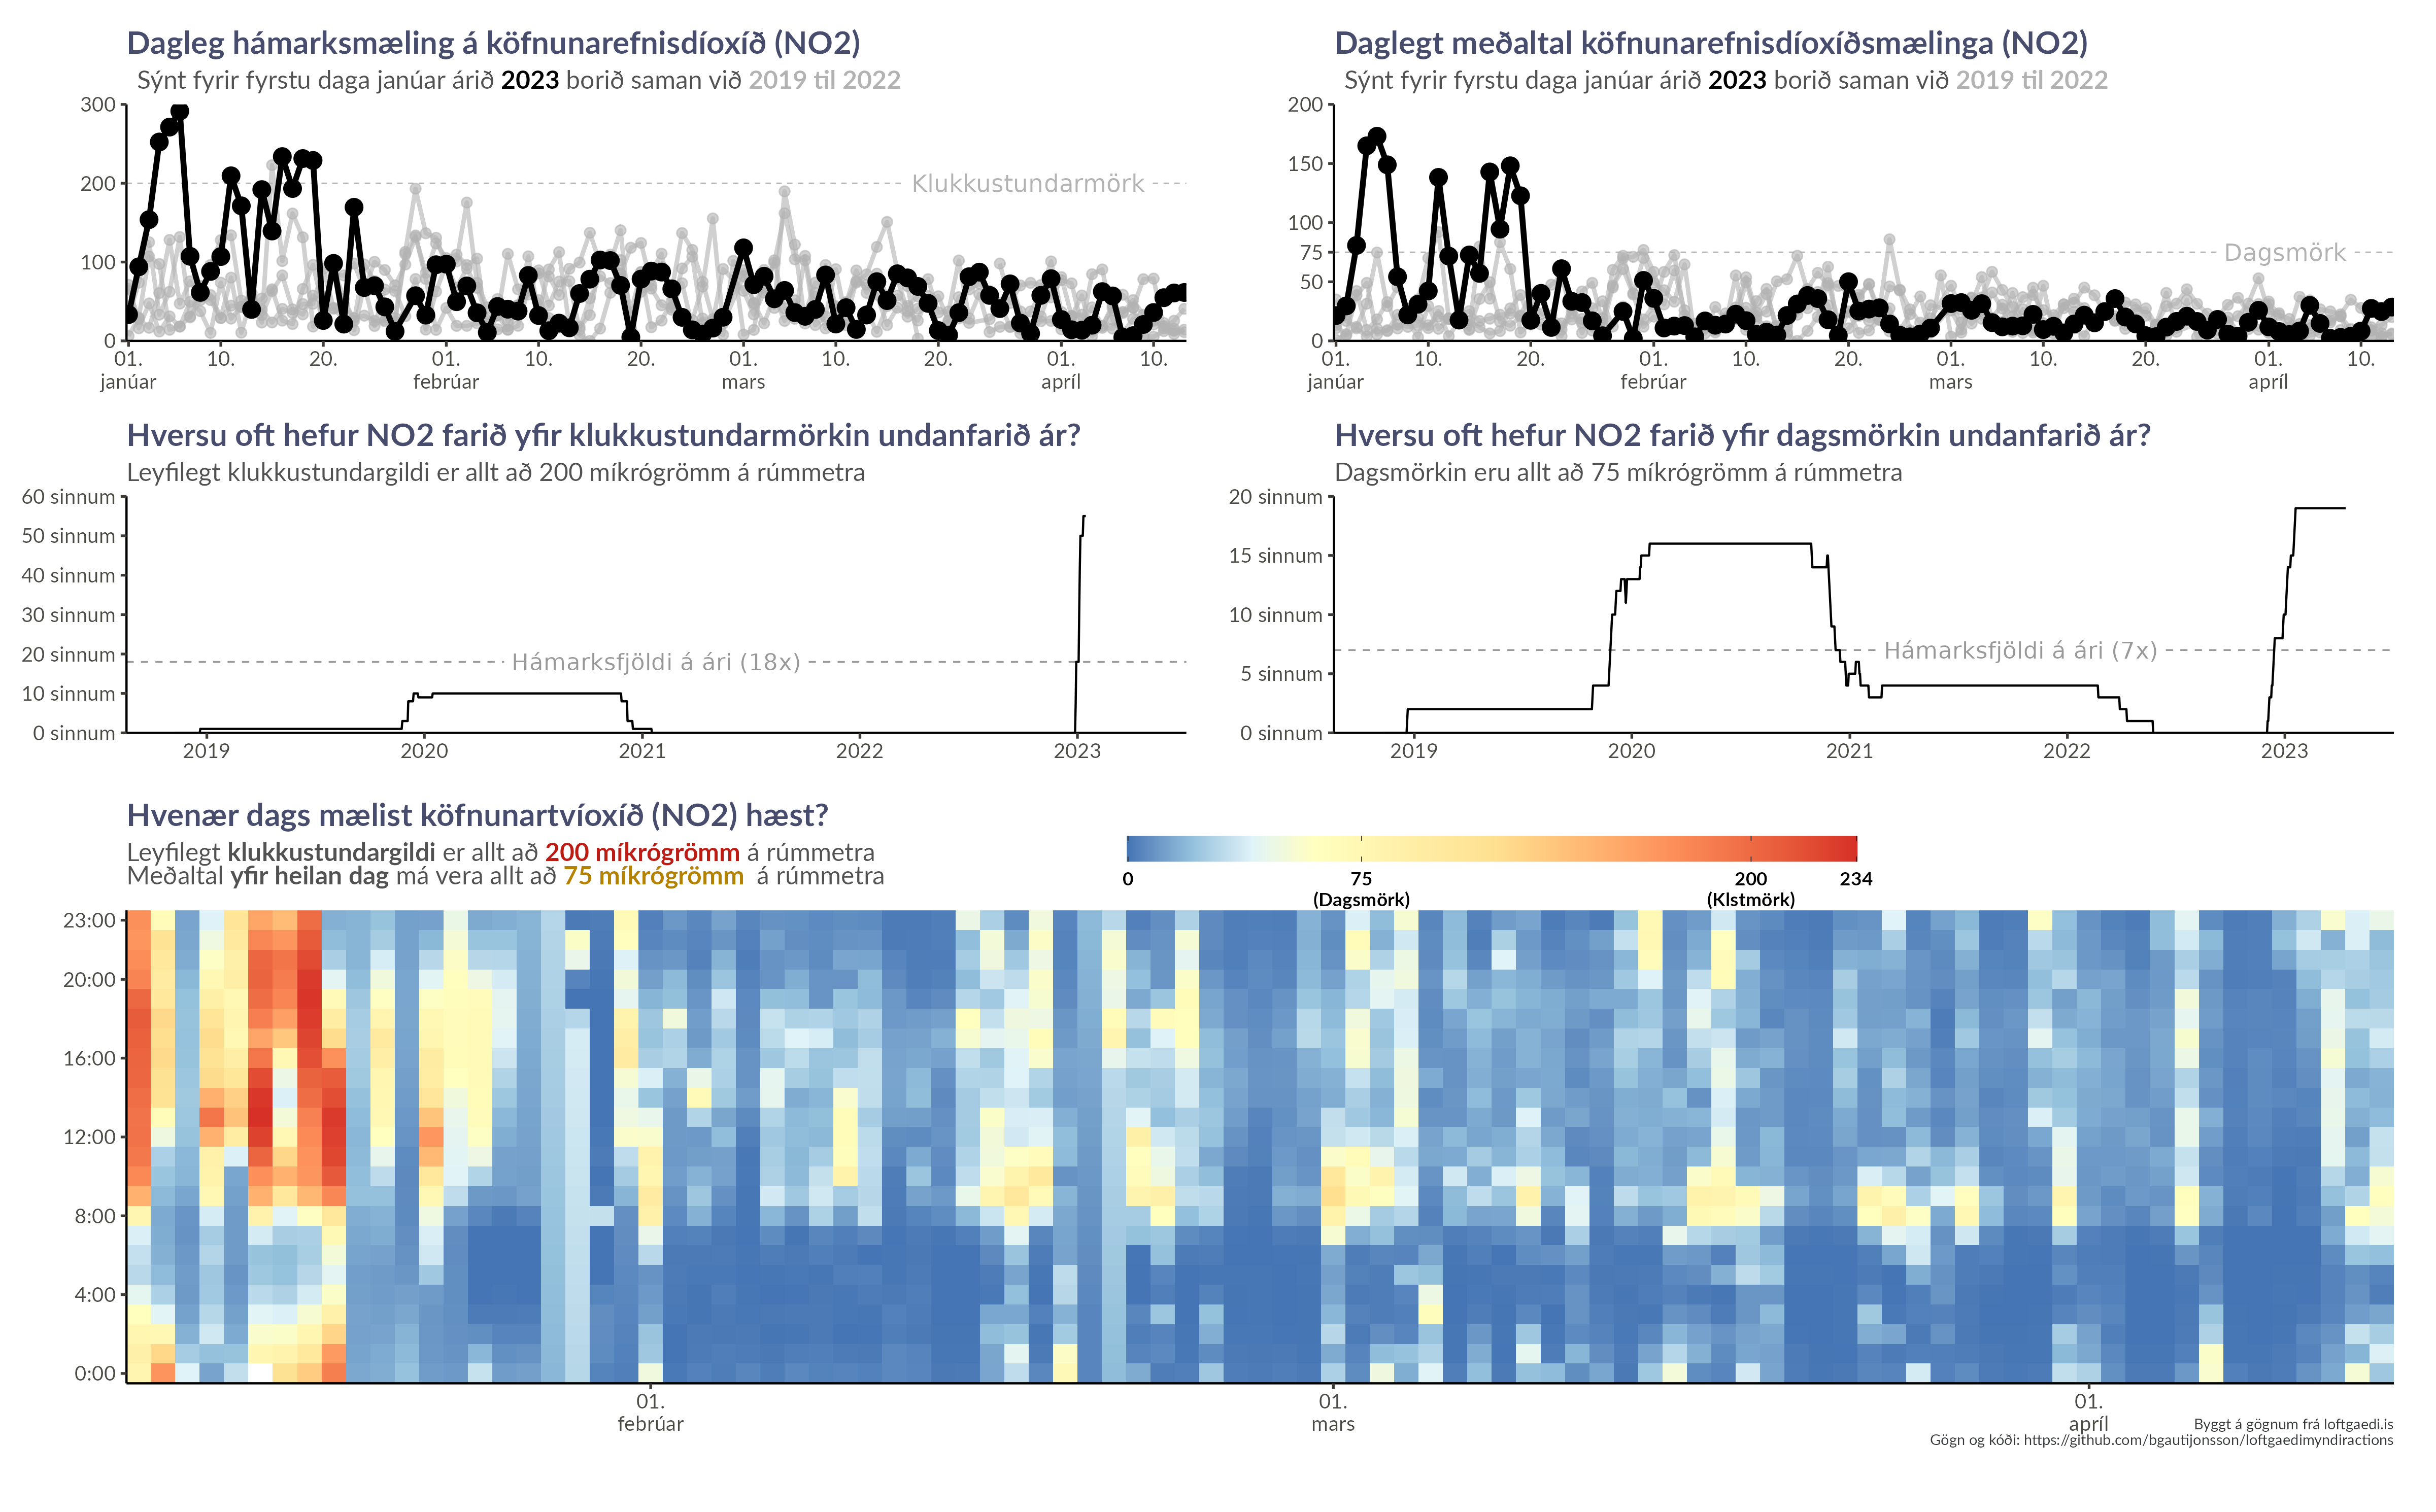 Dagleg hámarksmæling á köfnunarefnisdíoxíð (NO2)
Sýnt fyrir fyrstu daga janúar árið 2023 borið saman við 2019 til 2022
300
200
100
0
Klukkustundarmörk
01. 10. 20. 01. 10. 20. 01. 10. 20. 01. 10.
janúar febrúar mars apríl
Daglegt meðaltal köfnunarefnisdíoxíðsmælinga (NO2)
Sýnt fyrir fyrstu daga janúar árið 2023 borið saman við 2019 til 2022
200
150
100
75
50
0
Dagsmörk
01. 10. 20. 01. 10. 20. 01. 10. 20. 01. 10.
janúar febrúar mars apríl
Hversu oft hefur NO2 farið yfir klukkustundarmörkin undanfarið ár?
Leyfilegt klukkustundargildi er allt að 200 míkrógrömm á rúmmetra
60 sinnum
50 sinnum
40 sinnum
30 sinnum
20 sinnum
10 sinnum
0 sinnum
Hámarksfjöldi á ári (18x)
2019 2020 2021 2022 2023
Hversu oft hefur NO2 farið yfir dagsmörkin undanfarið ár?
Dagsmörkin eru allt að 75 míkrógrömm á rúmmetra
20 sinnum
15 sinnum
10 sinnum
5 sinnum
0 sinnum
Hámarksfjöldi á ári (7x)
2019 2020 2021 2022 2023
Hvenær dags mælist köfnunartvíoxíð (NO2) hæst?
Leyfilegt klukkustundargildi er allt að 200 míkrógrömm á rúmmetra
Meðaltal yfir heilan dag má vera allt að 75 míkrógrömm á rúmmetra
0 75 200 234
(Dagsmörk) (Klstmörk)
23:00
20:00
16:00
12:00
8:00
4:00
0:00
01. 01. 01.
febrúar mars apríl
Byggt á gögnum frá loftgaedi.is
Gögn og kóði: https://github.com/bgautijonsson/loftgaedimyndiractions